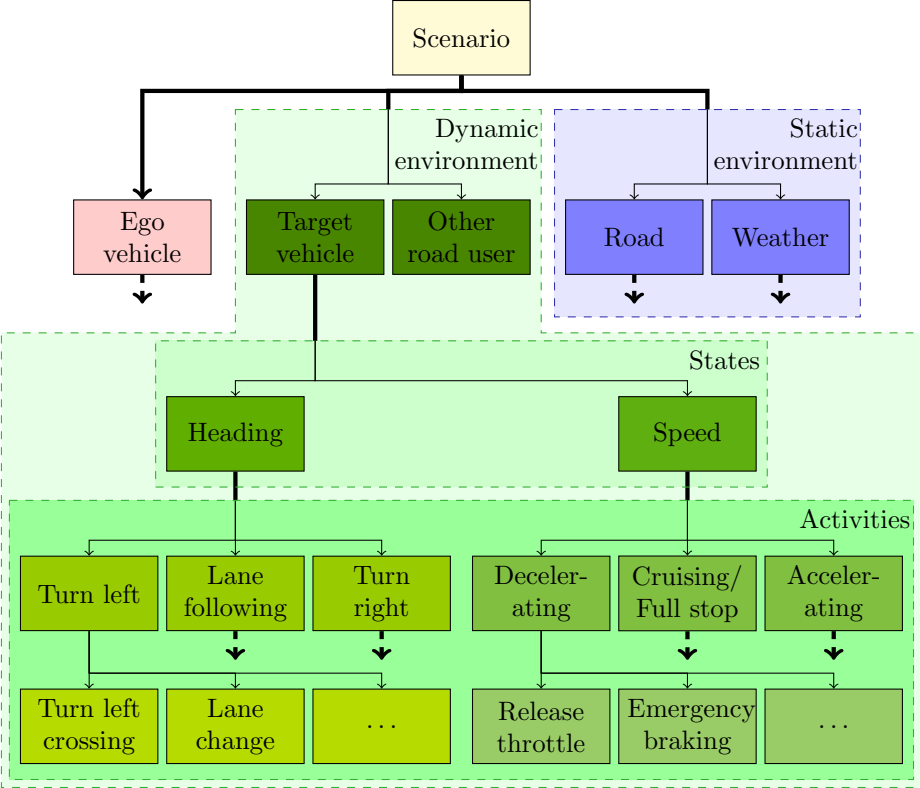 Scenario
Dynamic
environment
Static
environment
Ego
vehicle
Target
vehicle
Other
road user
Road
Weather
States
Heading
Speed
Activities
Turn left
Lane
following
Turn
right
Deceler-
ating
Cruising/
Full stop
Acceler-
ating
Turn left
crossing
Lane
change
...
Release
throttle
Emergency
braking
...